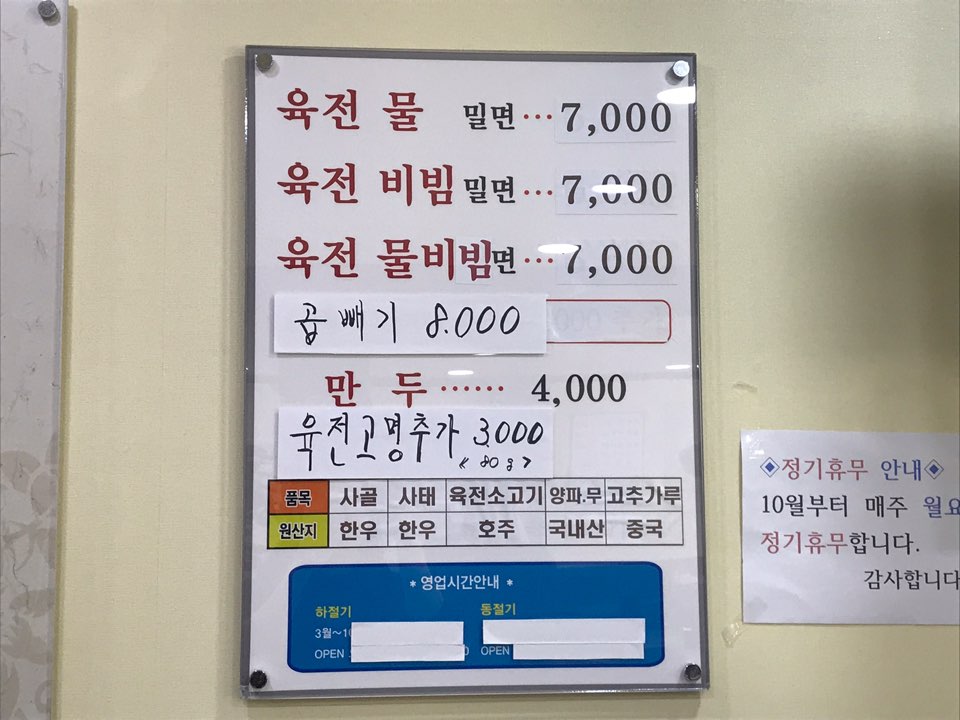 육전 물 밀면 ··· 7,000
육전 비빔 밀면 ··· 7,000
육전 물비빔면 ··· 7,000
곱빼기 8.000
만 두 ······ 4,000
육전고명추가 3.000
< 80g >
품목 사골 사태 육전소고기 양파.무 고추가루
원산지 한우 한우 호주 국내산 중국
* 영업시간안내 *
하절기 동절기
3월~10
OPEN OPEN
◈정기휴무 안내◈
10월부터 매주 월요
정기휴무합니다.
감사합니다